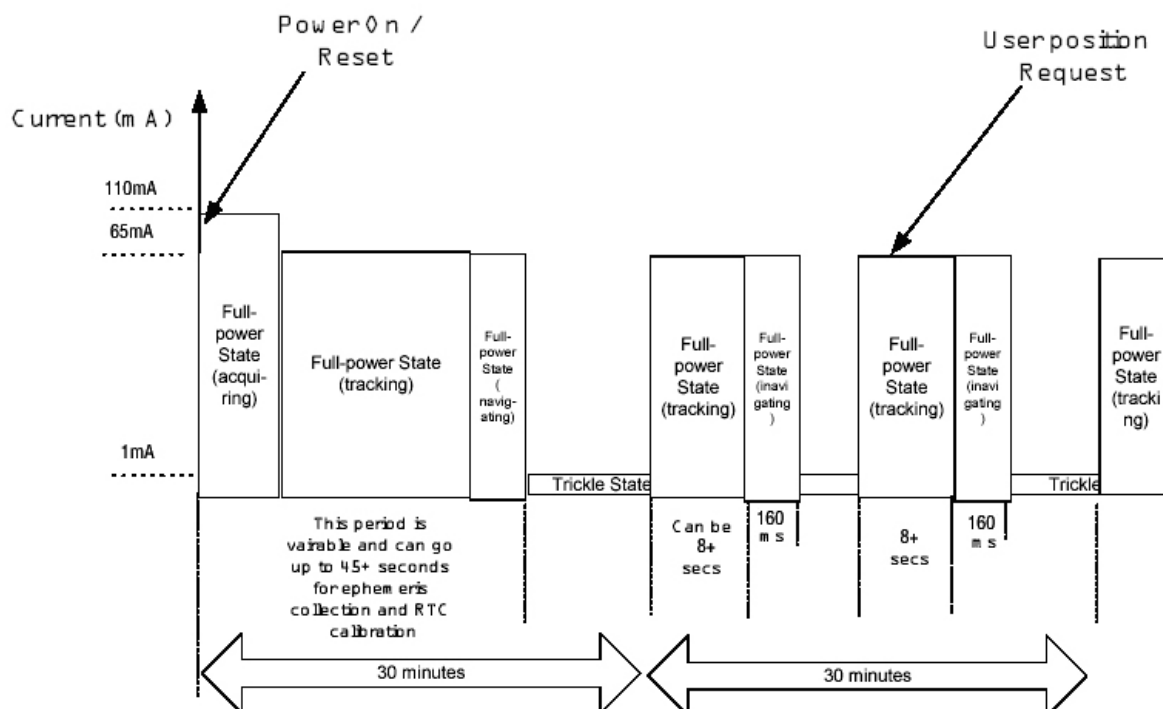 Power On /
Reset
User position
Request
Current (mA)
110mA
65mA
1mA
Full-
power
State
(acqui-
ring)
Full-power State
(tracking)
Full-
power
State
(
navig-
ating)
Trickle State
Full-
power
State
(tracking)
Full-
power
State
(inavi
gating
)
Full-
power
State
(tracking)
Full-
power
State
(inavi
gating
)
Trickle
Full-
power
State
(tracki
ng)
This period is
vairable and can go
up to 45+ seconds
for ephemeris
collection and RTC
calibration
Can be
8+
secs
160
ms
8+
secs
160
ms
30 minutes
30 minutes